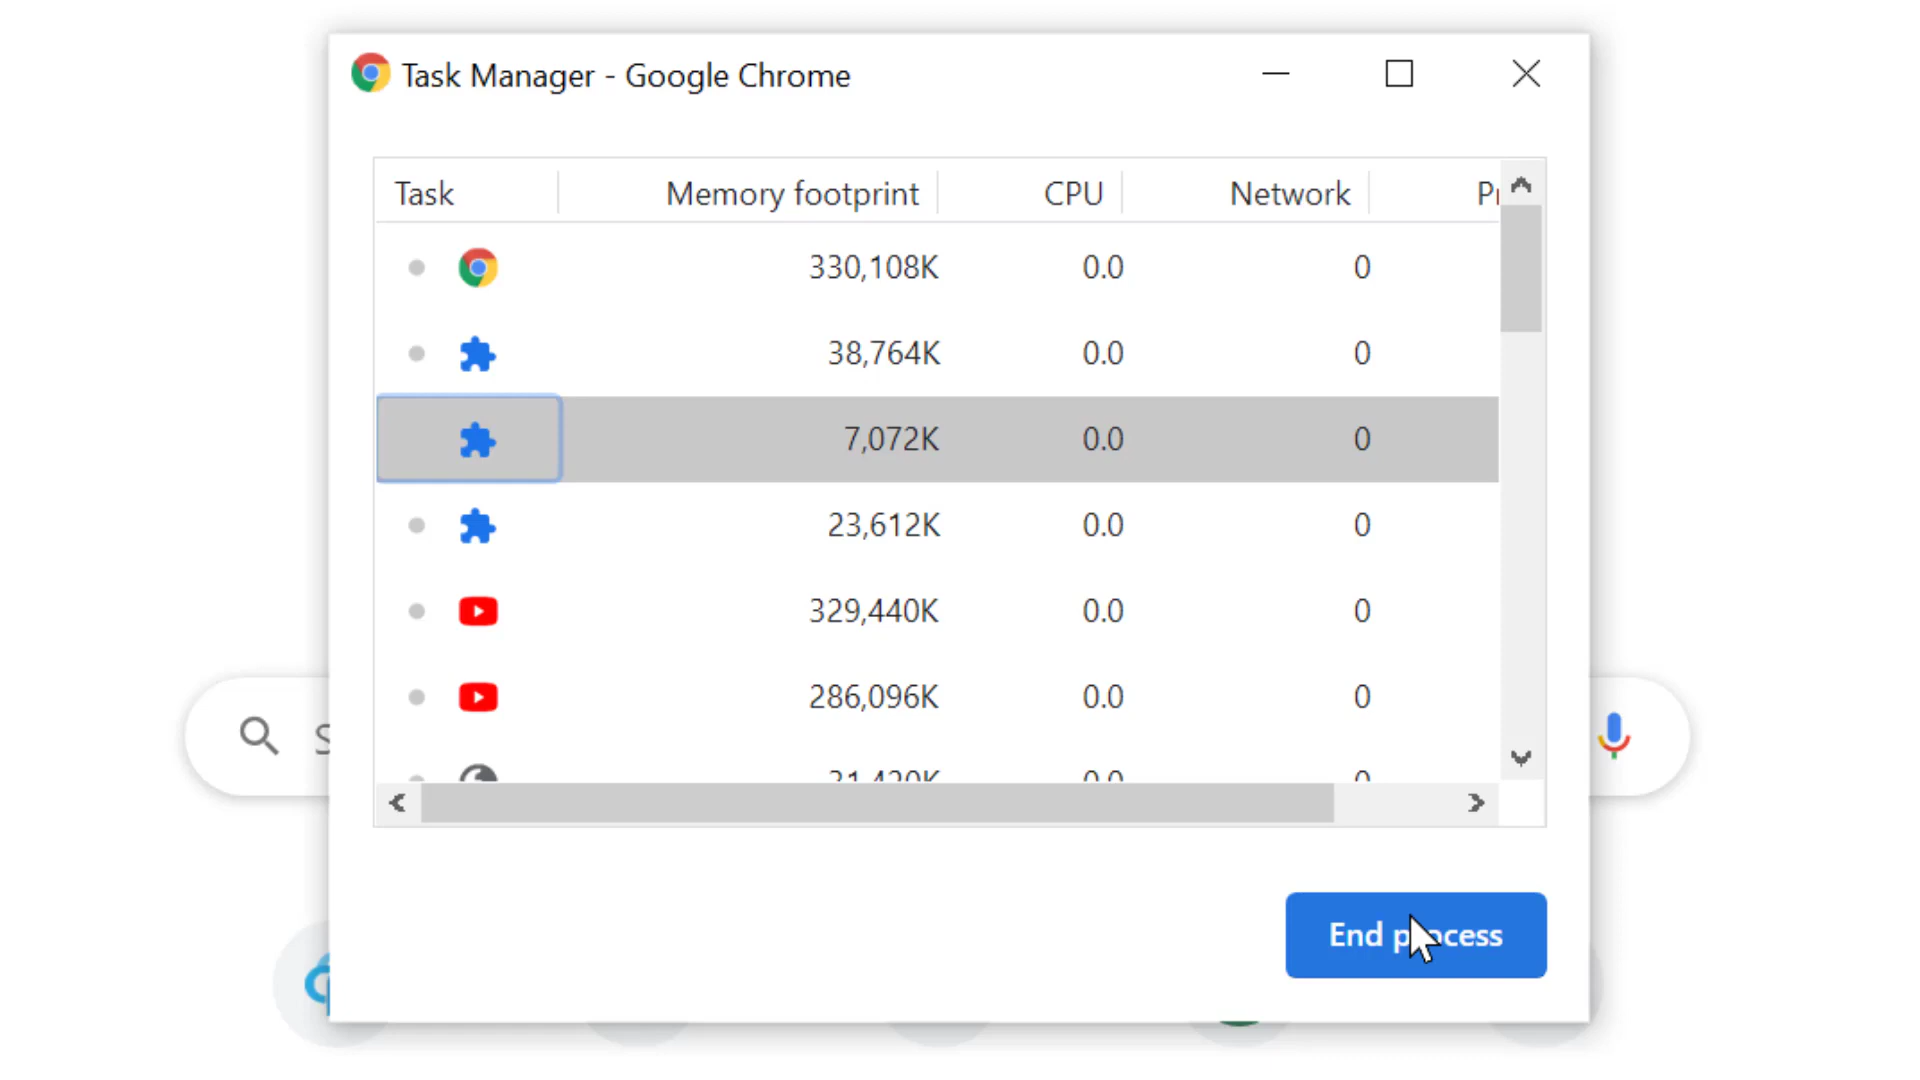 Task Manager - Google Chrome
Task Memory footprint CPU Network
330,108K 0.0 0
38,764K 0.0 0
7,072K 0.0 0
23,612K 0.0 0
329,440K 0.0 0
286,096K 0.0 0
End process